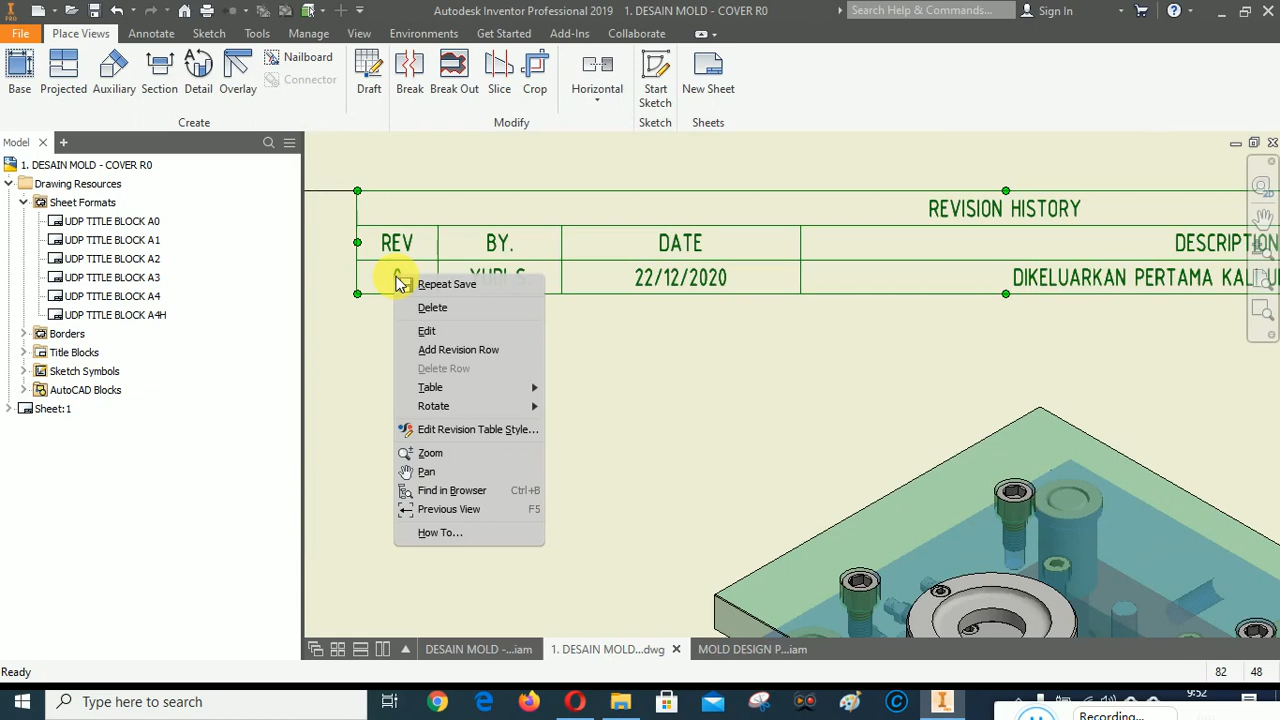 PRO
Autodesk Inventor Professional 2019 1. DESAIN MOLD - COVER R0
Search Help & Commands...
Sign In
File Place Views Annotate Sketch Tools Manage View Environments Get Started Add-Ins Collaborate
Base
Projected
Auxiliary
Section
Detail
Overlay
Nailboard
Connector
Draft
Break
Break Out
Slice
Crop
Horizontal
Start
Sketch
New Sheet
Create
Modify
Sketch
Sheets
Model
1. DESAIN MOLD - COVER R0
Drawing Resources
Sheet Formats
UDP TITLE BLOCK A0
UDP TITLE BLOCK A1
UDP TITLE BLOCK A2
UDP TITLE BLOCK A3
UDP TITLE BLOCK A4
UDP TITLE BLOCK A4H
Borders
Title Blocks
Sketch Symbols
AutoCAD Blocks
Sheet:1
REVISION HISTORY
REV BY. DATE DESCRIPTION
22/12/2020 DIKELUARKAN PERTAMA
Repeat Save
Delete
Edit
Add Revision Row
Delete Row
Table
Rotate
Edit Revision Table Style...
Zoom
Pan
Find in Browser Ctrl+B
Previous View F5
How To...
2D
DESAIN MOLD -...iam
1. DESAIN MOLD...dwg
MOLD DESIGN P...iam
Ready
82 48
Type here to search
9:52
Recording...